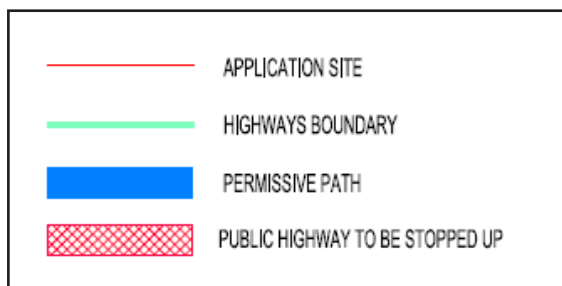 APPLICATION SITE
HIGHWAYS BOUNDARY
PERMISSIVE PATH
PUBLIC HIGHWAY TO BE STOPPED UP